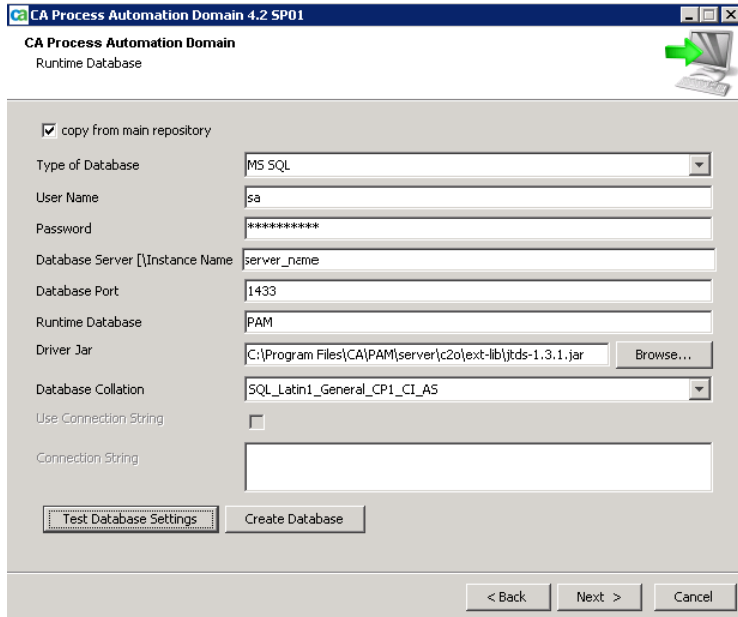 ca CA Process Automation Domain 4.2 SP01
CA Process Automation Domain
Runtime Database
copy from main repository
Type of Database MS SQL
User Name sa
Password **********
Database Server [\Instance Name server_name
Database Port 1433
Runtime Database PAM
Driver Jar C:\Program Files\CA\PAM\server\c2o\ext-lib\jtds-1.3.1.jar Browse...
Database Collation SQL_Latin1_General_CP1_CI_AS
Use Connection String
Connection String
Test Database Settings Create Database
< Back Next > Cancel